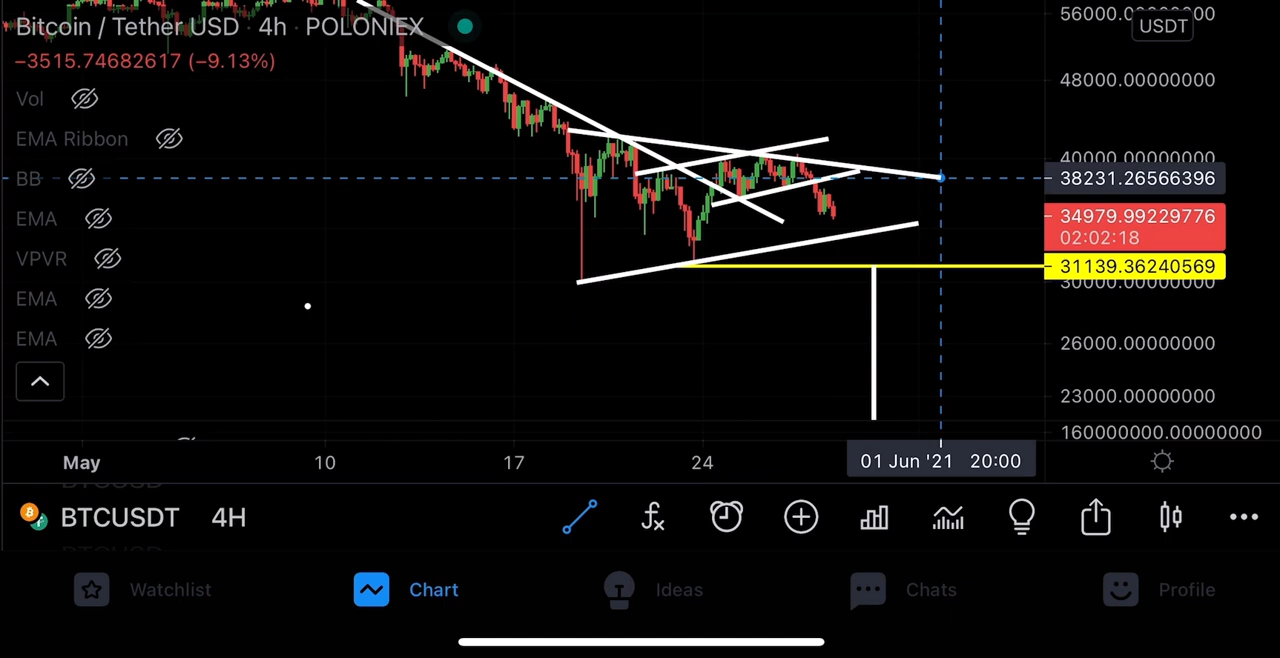 Bitcoin / Tether USD · 4h · POLONIEX
USDT
−3515.74682617 (−9.13%)
Vol
EMA Ribbon
BB
EMA
VPVR
EMA
EMA
56000.00000000
48000.00000000
40000.00000000
38231.26566396
34979.99229776
02:02:18
31139.36240569
30000.00000000
26000.00000000
23000.00000000
160000000.00000000
May
10
17
24
01 Jun '21 20:00
BTCUSDT 4H
fx
Watchlist
Chart
Ideas
Chats
Profile